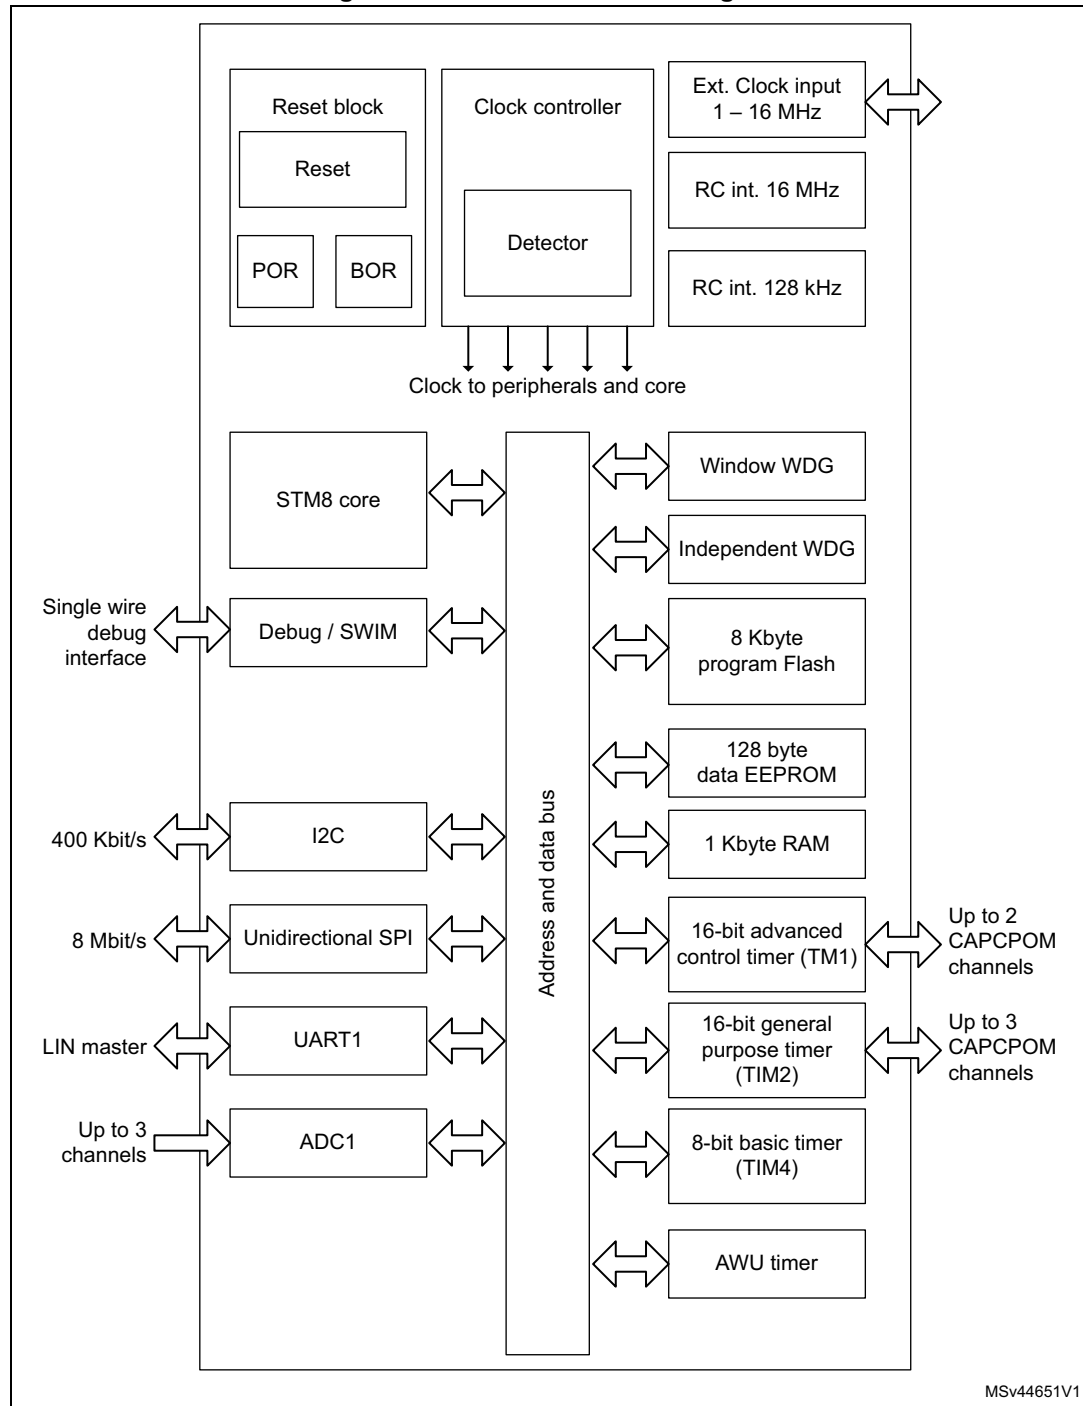 Reset block
Reset
POR
BOR
Clock controller
Detector
Ext. Clock input
1 – 16 MHz
RC int. 16 MHz
RC int. 128 kHz
Clock to peripherals and core
STM8 core
Single wire
debug
interface
Debug / SWIM
400 Kbit/s
I2C
8 Mbit/s
Unidirectional SPI
LIN master
UART1
Up to 3
channels
ADC1
Address and data bus
Window WDG
Independent WDG
8 Kbyte
program Flash
128 byte
data EEPROM
1 Kbyte RAM
16-bit advanced
control timer (TM1)
Up to 2
CAPCPOM
channels
16-bit general
purpose timer
(TIM2)
Up to 3
CAPCPOM
channels
8-bit basic timer
(TIM4)
AWU timer
MSv44651V1